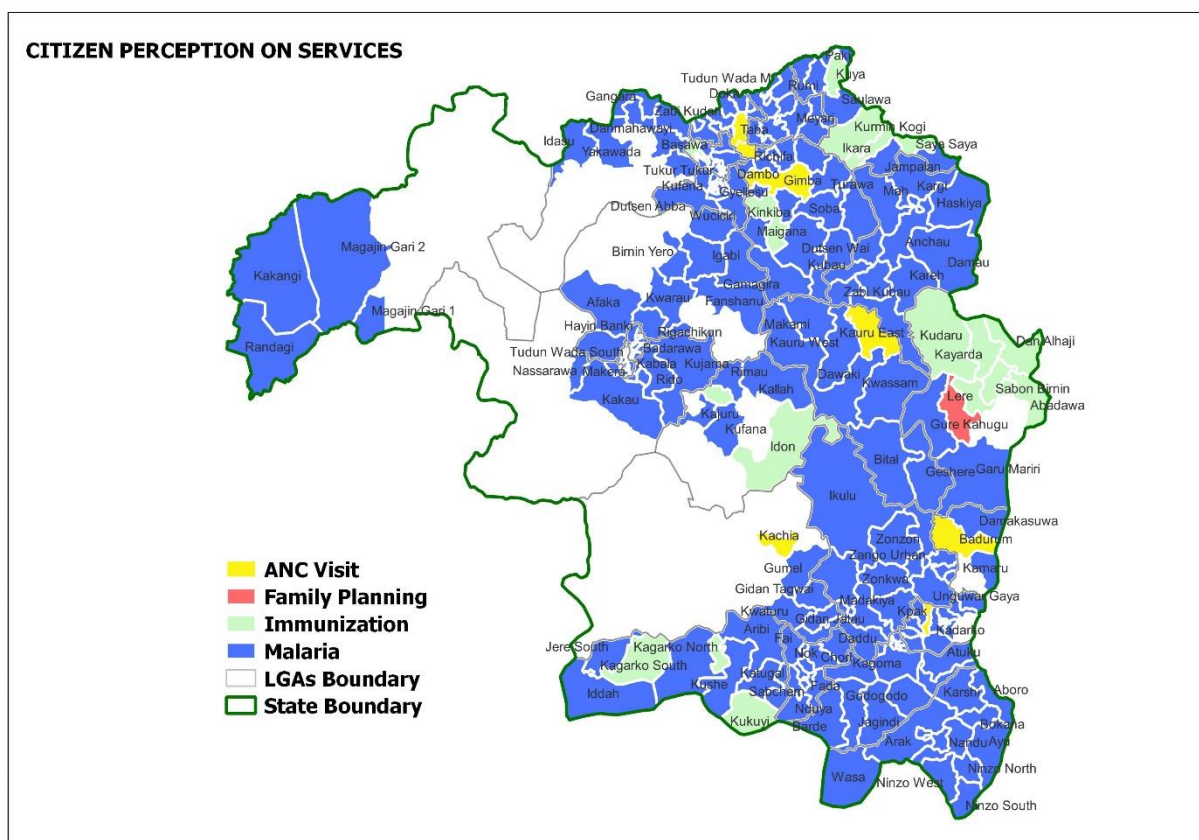 CITIZEN PERCEPTION ON SERVICES
Kuya
Tudun Wada M
Rumi
Gangara
Saulawa
Zabi Kudan
Meyari
Danmahawayi
Taba
Kurmin Kogi
Idasu
Basawa
Ikara
Saya Saya
Yakawada
Richifa
Jampalan
Tukur Tukur
Dambo
Gimba
Turawa
Kargi
Kufena
Gyellesu
Mah
Haskiya
Dutsen Abba
Kinkiba
Soba
Wuciciri
Maigana
Magajin Gari 2
Birnin Yero
Igabi
Dutsen Wai
Anchau
Kubau
Damau
Kakangi
Gamagira
Kareh
Afaka
Kwarau
Fanshanu
Zabi Kubau
Magajin Gari 1
Hayin Banki
Rigachikun
Makami
Kauru East
Kudaru
Dan Alhaji
Randagi
Tudun Wada South
Badarawa
Kauru West
Kayarda
Nassarawa
Makera
Kabala
Kujama
Rimau
Dawaki
Sabon Birnin
Rido
Kallah
Kwassam
Lere
Abadawa
Kakau
Kajuru
Kufana
Gure Kahugu
Idon
Bital
Geshere
Garu Mariri
Ikulu
Damakasuwa
Kachia
Zonzon
Badurum
Gumel
Zango Urban
Kamaru
Gidan Tagwai
Zonkwa
Unguwar Gaya
Madakiya
Kpak
Kwaturu
Gidan Jatau
Kadarko
Aribi
Fai
Daddu
Jere South
Kagarko North
Nok
Chori
Kagoma
Atuku
Kagarko South
Katugal
Iddah
Kushe
Sabchem
Fada
Godogodo
Karshi
Aboro
Nduya
Kukuyi
Barde
Jagindi
Bokana
Arak
Nandu
Ayu
Wasa
Ninzo West
Ninzo North
Ninzo South
ANC Visit
Family Planning
Immunization
Malaria
LGAs Boundary
State Boundary